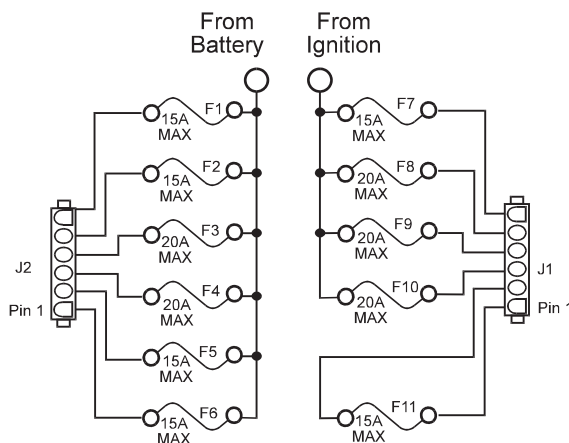 From
Battery
From
Ignition
F1
15A
MAX
F2
15A
MAX
F3
20A
MAX
F4
20A
MAX
F5
15A
MAX
F6
15A
MAX
J2
Pin 1
F7
15A
MAX
F8
20A
MAX
F9
20A
MAX
F10
20A
MAX
F11
15A
MAX
J1
Pin 1